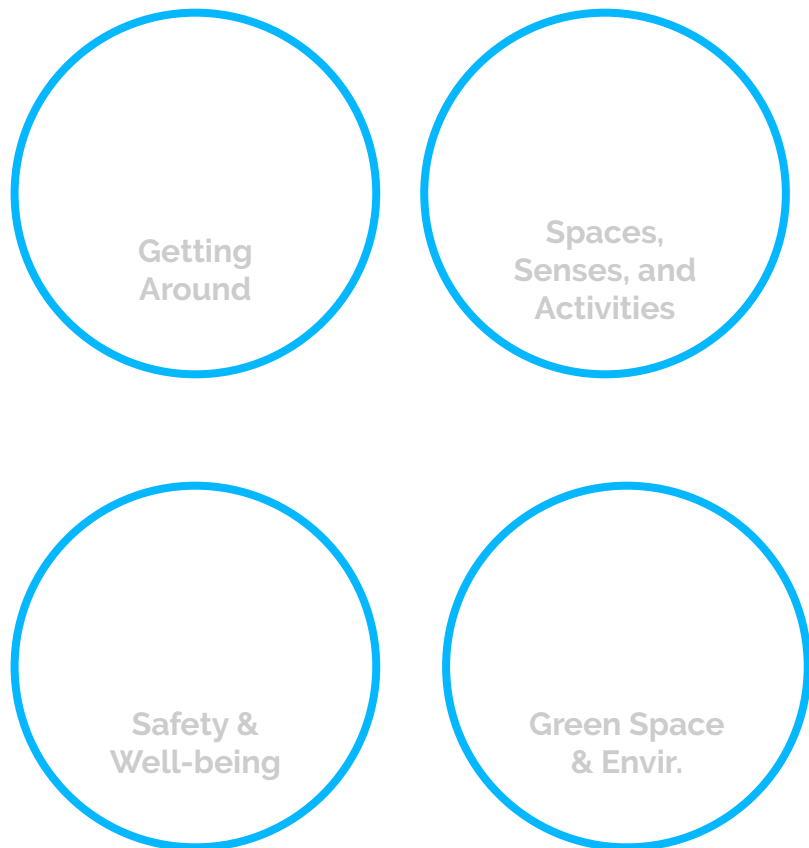 Getting
Around
Spaces,
Senses, and
Activities
Safety &
Well-being
Green Space
& Envir.